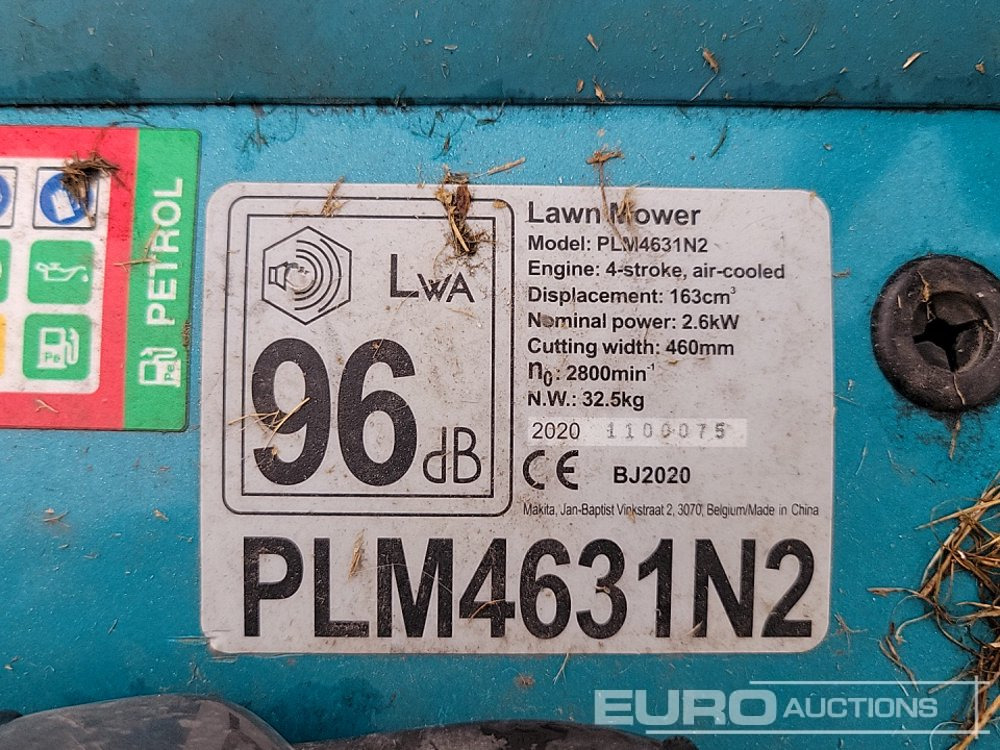 PETROL
Pe
Pe
LWA
96
dB
Lawn Mower
Model: PLM4631N2
Engine: 4-stroke, air-cooled
Displacement: 163cm³
Nominal power: 2.6kW
Cutting width: 460mm
n0: 2800min⁻¹
N.W.: 32.5kg
2020 1100075
CE BJ2020
Makita, Jan-Baptist Vinkstraat 2, 3070, Belgium/Made in China
PLM4631N2
EURO AUCTIONS